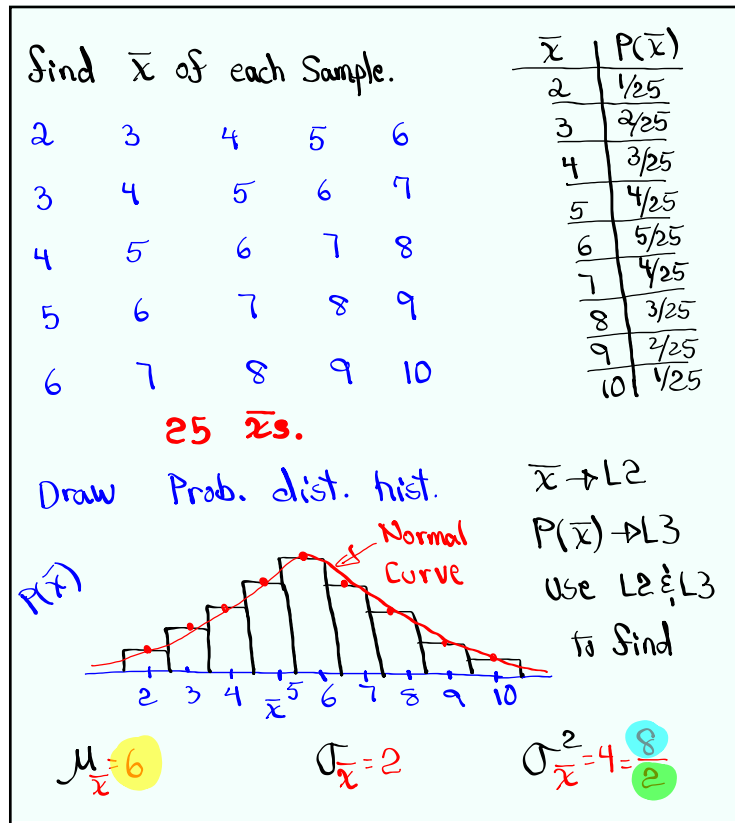 find x̄ of each Sample.
2 3 4 5 6
3 4 5 6 7
4 5 6 7 8
5 6 7 8 9
6 7 8 9 10
25 x̄s.
x̄ P(x̄)
2 1/25
3 2/25
4 3/25
5 4/25
6 5/25
7 4/25
8 3/25
9 2/25
10 1/25
Draw Prob. dist. hist.
Normal
Curve
P(x̄)
2 3 4 x̄ 5 6 7 8 9 10
x̄ → L2
P(x̄) → L3
Use L2 & L3
to find
μx̄ = 6
σx̄ = 2
σ²x̄ = 4 = 8/2